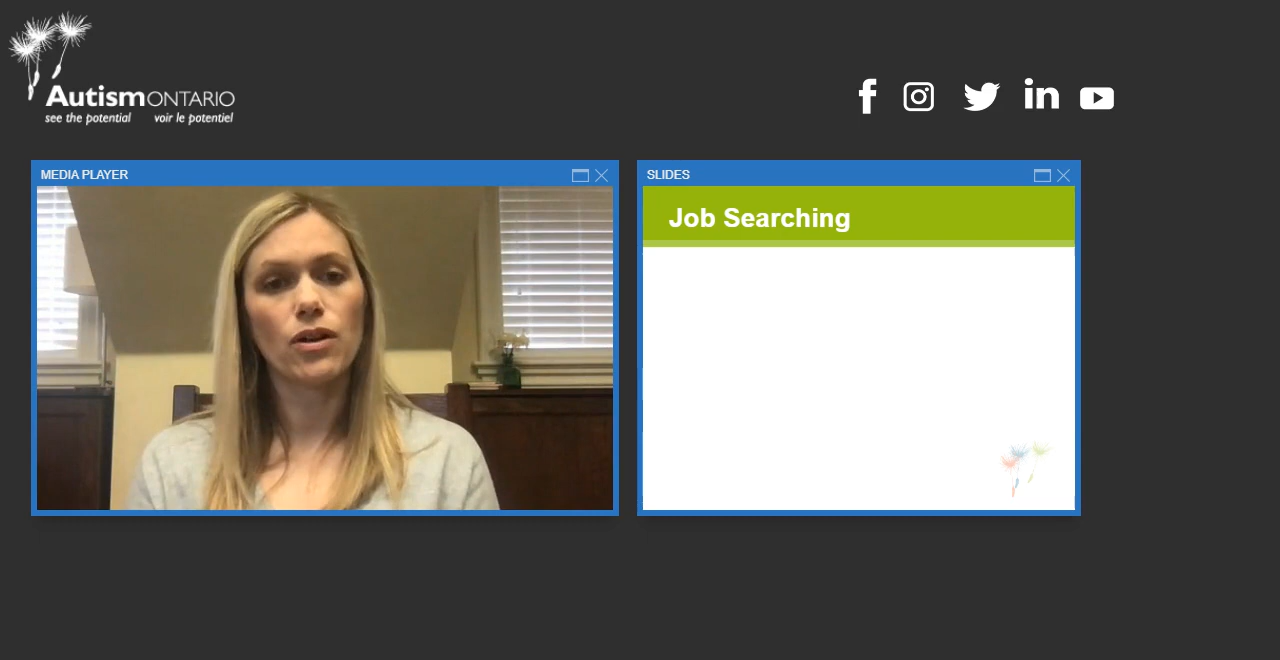 Autism ONTARIO
see the potential voir le potentiel
MEDIA PLAYER
SLIDES
Job Searching